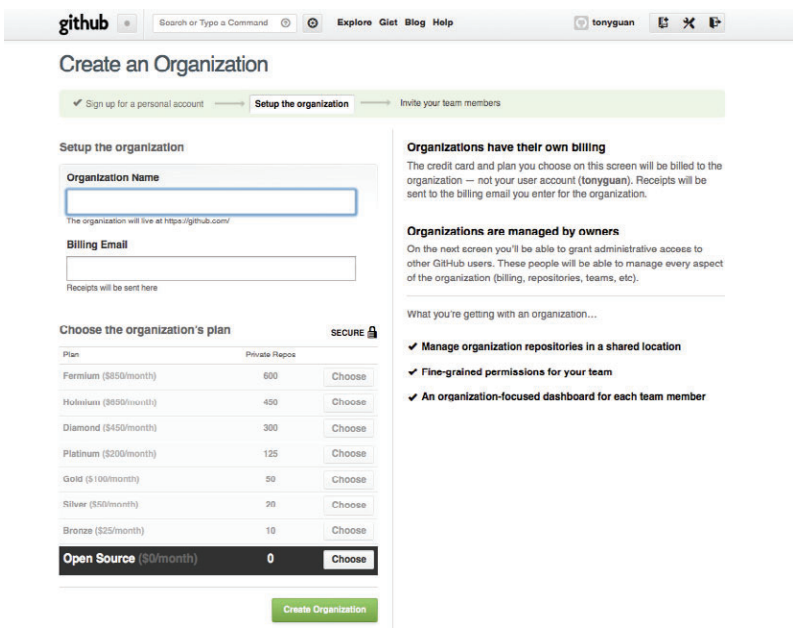 github Search or Type a Command Explore Gist Blog Help tonyguan
Create an Organization
✔ Sign up for a personal account Setup the organization Invite your team members
Setup the organization
Organization Name
The organization will live at https://github.com/
Billing Email
Receipts will be sent here
Choose the organization's plan SECURE
Plan Private Repos
Fermium ($850/month) 600 Choose
Holmium ($650/month) 450 Choose
Diamond ($450/month) 300 Choose
Platinum ($200/month) 125 Choose
Gold ($100/month) 50 Choose
Silver ($50/month) 20 Choose
Bronze ($25/month) 10 Choose
Open Source ($0/month) 0 Choose
Create Organization
Organizations have their own billing
The credit card and plan you choose on this screen will be billed to the
organization — not your user account (tonyguan). Receipts will be
sent to the billing email you enter for the organization.
Organizations are managed by owners
On the next screen you'll be able to grant administrative access to
other GitHub users. These people will be able to manage every aspect
of the organization (billing, repositories, teams, etc).
What you're getting with an organization...
✔ Manage organization repositories in a shared location
✔ Fine-grained permissions for your team
✔ An organization-focused dashboard for each team member